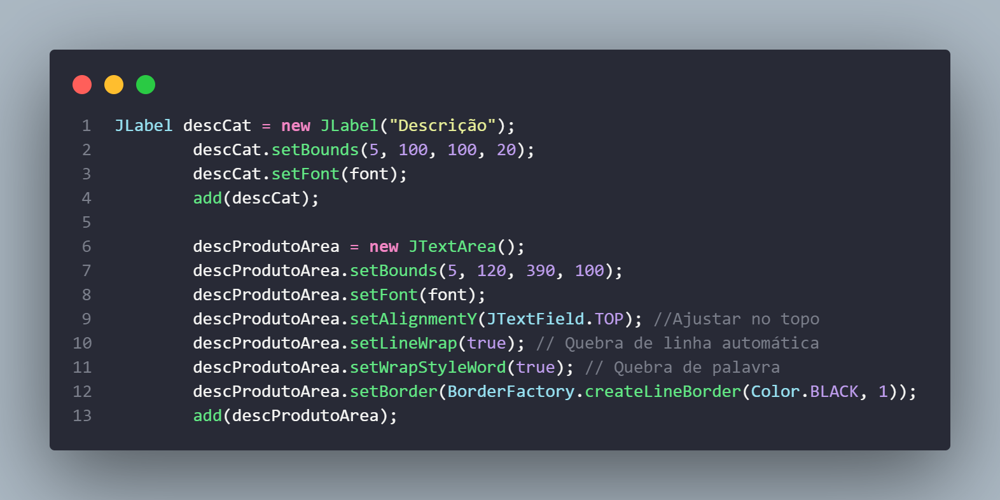 1 JLabel descCat = new JLabel("Descrição");
2         descCat.setBounds(5, 100, 100, 20);
3         descCat.setFont(font);
4         add(descCat);
5
6         descProdutoArea = new JTextArea();
7         descProdutoArea.setBounds(5, 120, 390, 100);
8         descProdutoArea.setFont(font);
9         descProdutoArea.setAlignmentY(JTextField.TOP); //Ajustar no topo
10         descProdutoArea.setLineWrap(true); // Quebra de linha automática
11         descProdutoArea.setWrapStyleWord(true); // Quebra de palavra
12         descProdutoArea.setBorder(BorderFactory.createLineBorder(Color.BLACK, 1));
13         add(descProdutoArea);